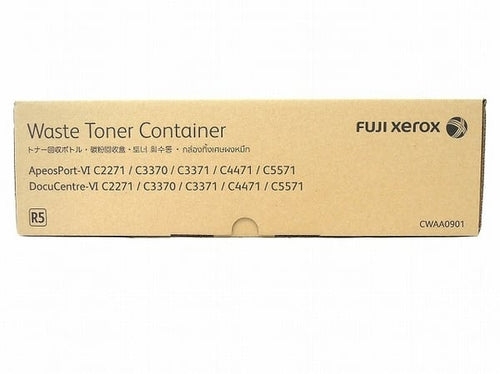 Waste Toner Container
FUJI xerox
トナー回収ボトル・碳粉回收盒・토너 회수통・กล่องทิ้งเศษผงหมึก
ApeosPort-VI C2271 / C3370 / C3371 / C4471 / C5571
DocuCentre-VI C2271 / C3370 / C3371 / C4471 / C5571
R5
CWAA0901